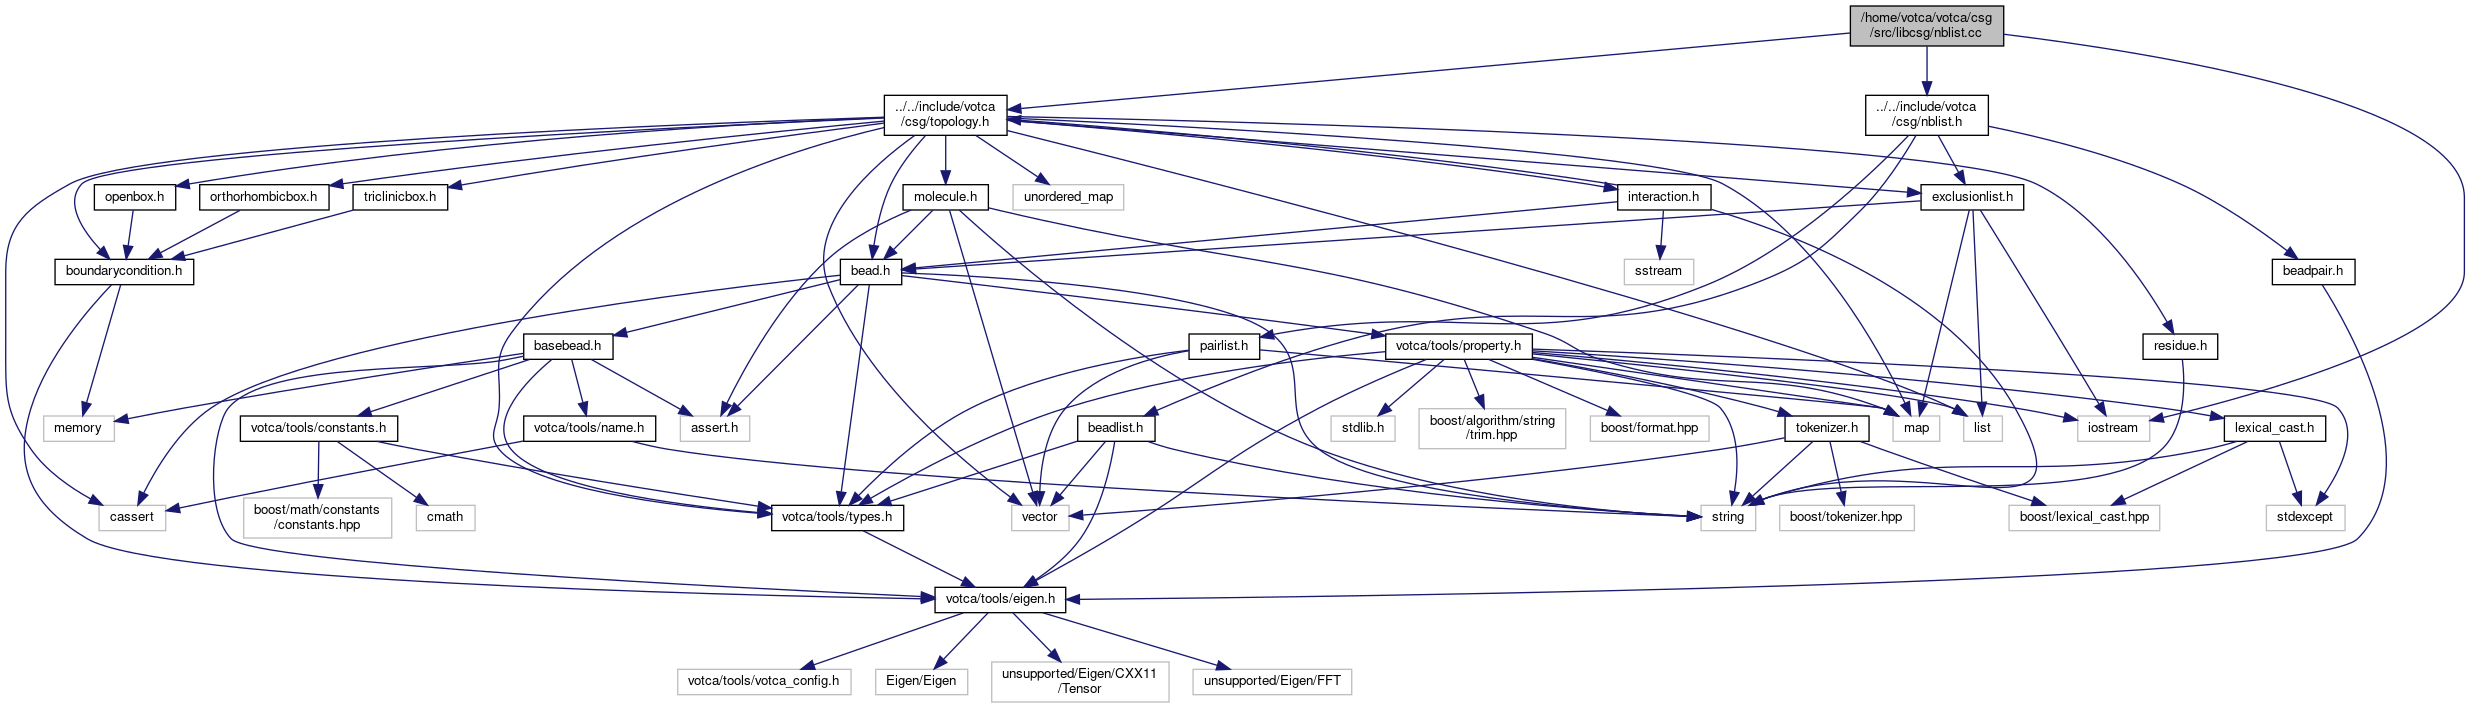 /home/votca/votca/csg
/src/libcsg/nblist.cc
../../include/votca
/csg/topology.h
../../include/votca
/csg/nblist.h
openbox.h
orthorhombicbox.h
triclinicbox.h
molecule.h
unordered_map
interaction.h
exclusionlist.h
boundarycondition.h
bead.h
sstream
beadpair.h
basebead.h
pairlist.h
votca/tools/property.h
residue.h
memory
votca/tools/constants.h
votca/tools/name.h
assert.h
beadlist.h
stdlib.h
boost/algorithm/string
/trim.hpp
boost/format.hpp
tokenizer.h
map
list
iostream
lexical_cast.h
cassert
boost/math/constants
/constants.hpp
cmath
votca/tools/types.h
vector
string
boost/tokenizer.hpp
boost/lexical_cast.hpp
stdexcept
votca/tools/eigen.h
votca/tools/votca_config.h
Eigen/Eigen
unsupported/Eigen/CXX11
/Tensor
unsupported/Eigen/FFT